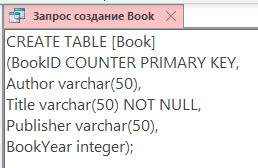 Запрос создание Book
CREATE TABLE [Book]
(BookID COUNTER PRIMARY KEY,
Author varchar(50),
Title varchar(50) NOT NULL,
Publisher varchar(50),
BookYear integer);